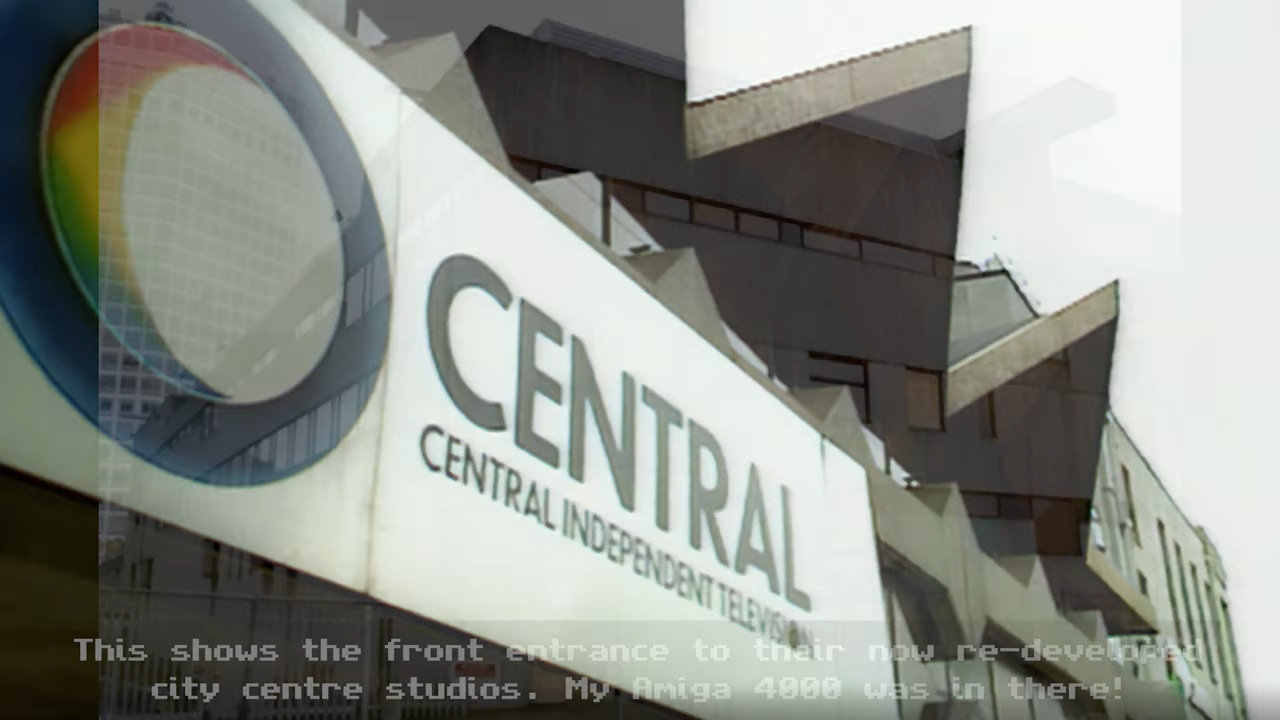 CENTRAL
CENTRAL INDEPENDENT TELEVISION
This shows the front entrance to their now re-developed
city centre studios. My Amiga 4000 was in there!